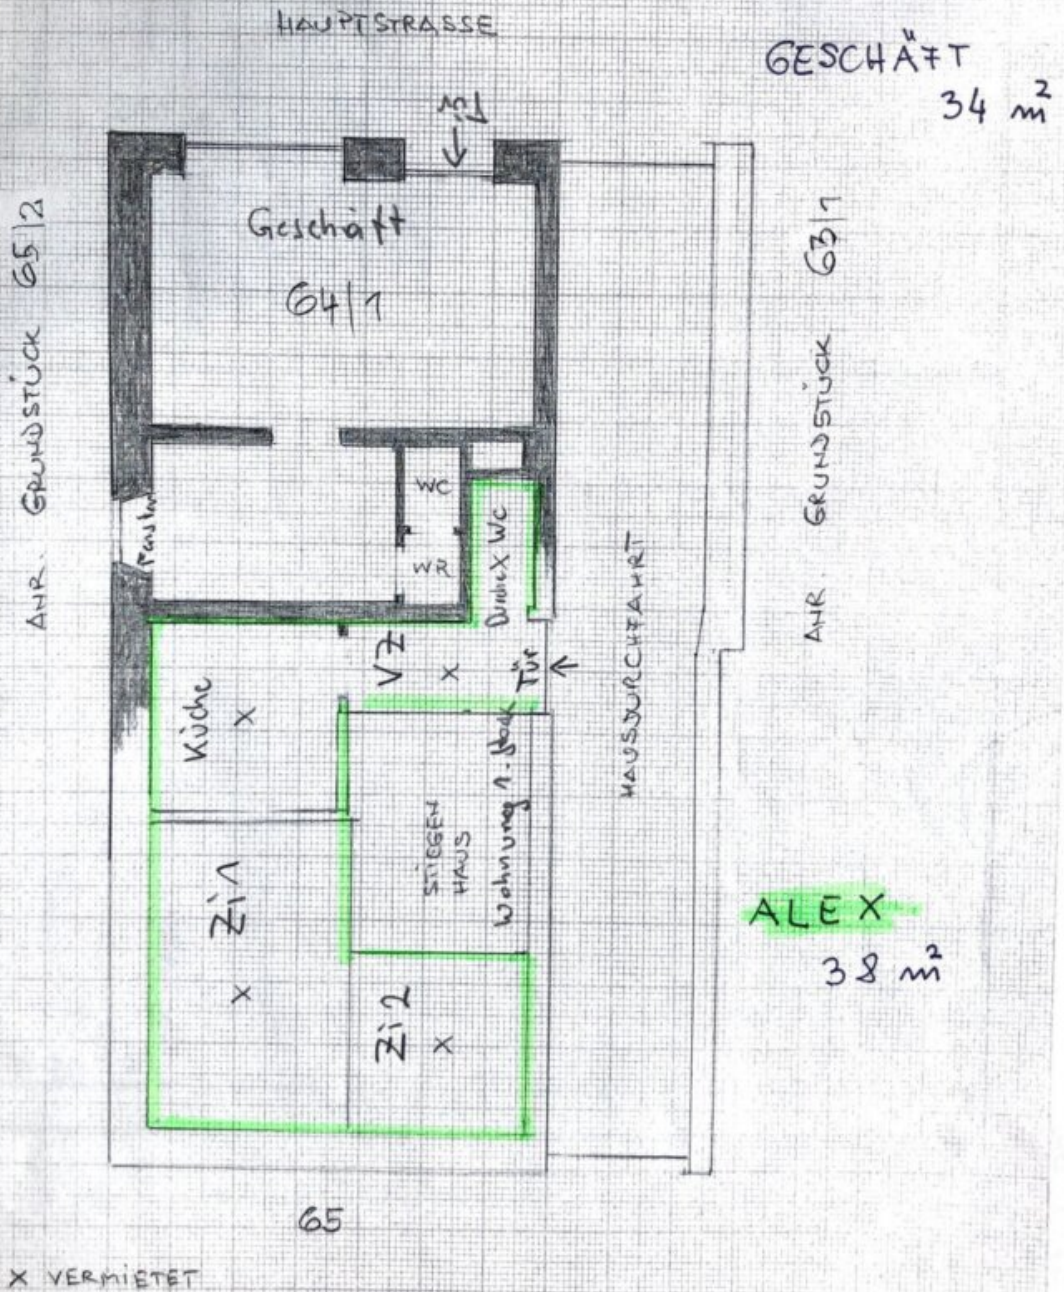 HAUPTSTRASSE
GESCHÄFT
34 m²
Tür
Geschäft
64/1
ANR. GRUNDSTÜCK 65/2
ANR. GRUNDSTÜCK 63/1
Fenster
WC
WR
WC
VZ
X
Tür
HAUSDURCHFAHRT
Küche
X
STIEGEN
HAUS
Wohnung 1. Stock
Zi 1
X
Zi 2
X
ALEX
38 m²
65
X VERMIETET